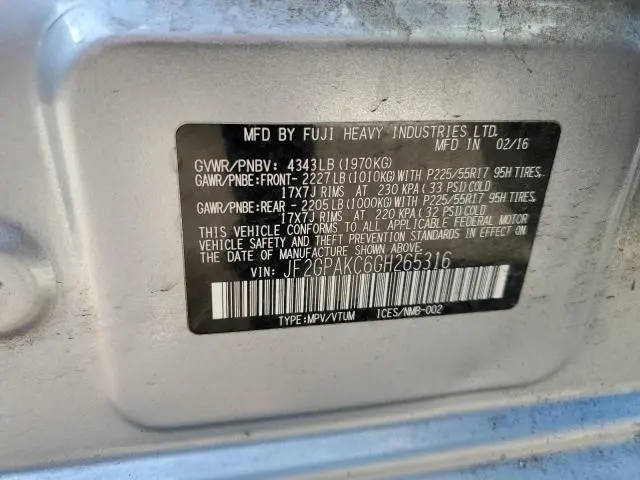 MFD BY FUJI HEAVY INDUSTRIES LTD.
MFD IN 02/16
GVWR/PNBV: 4343LB (1970KG)
GAWR/PNBE:FRONT- 2227LB (1010KG) WITH P225/55R17 95H TIRES,
17X7J RIMS AT 230 KPA (33 PSI) COLD
GAWR/PNBE:REAR - 2205LB (1000KG) WITH P225/55R17 95H TIRES,
17X7J RIMS AT 220 KPA (32 PSI) COLD
THIS VEHICLE CONFORMS TO ALL APPLICABLE FEDERAL MOTOR
VEHICLE SAFETY AND THEFT PREVENTION STANDARDS IN EFFECT
ON THE DATE OF MANUFACTURE SHOWN ABOVE.
VIN: JF2GPAKC6GH265316
TYPE:MPV/VTUM ICES/NMB-002